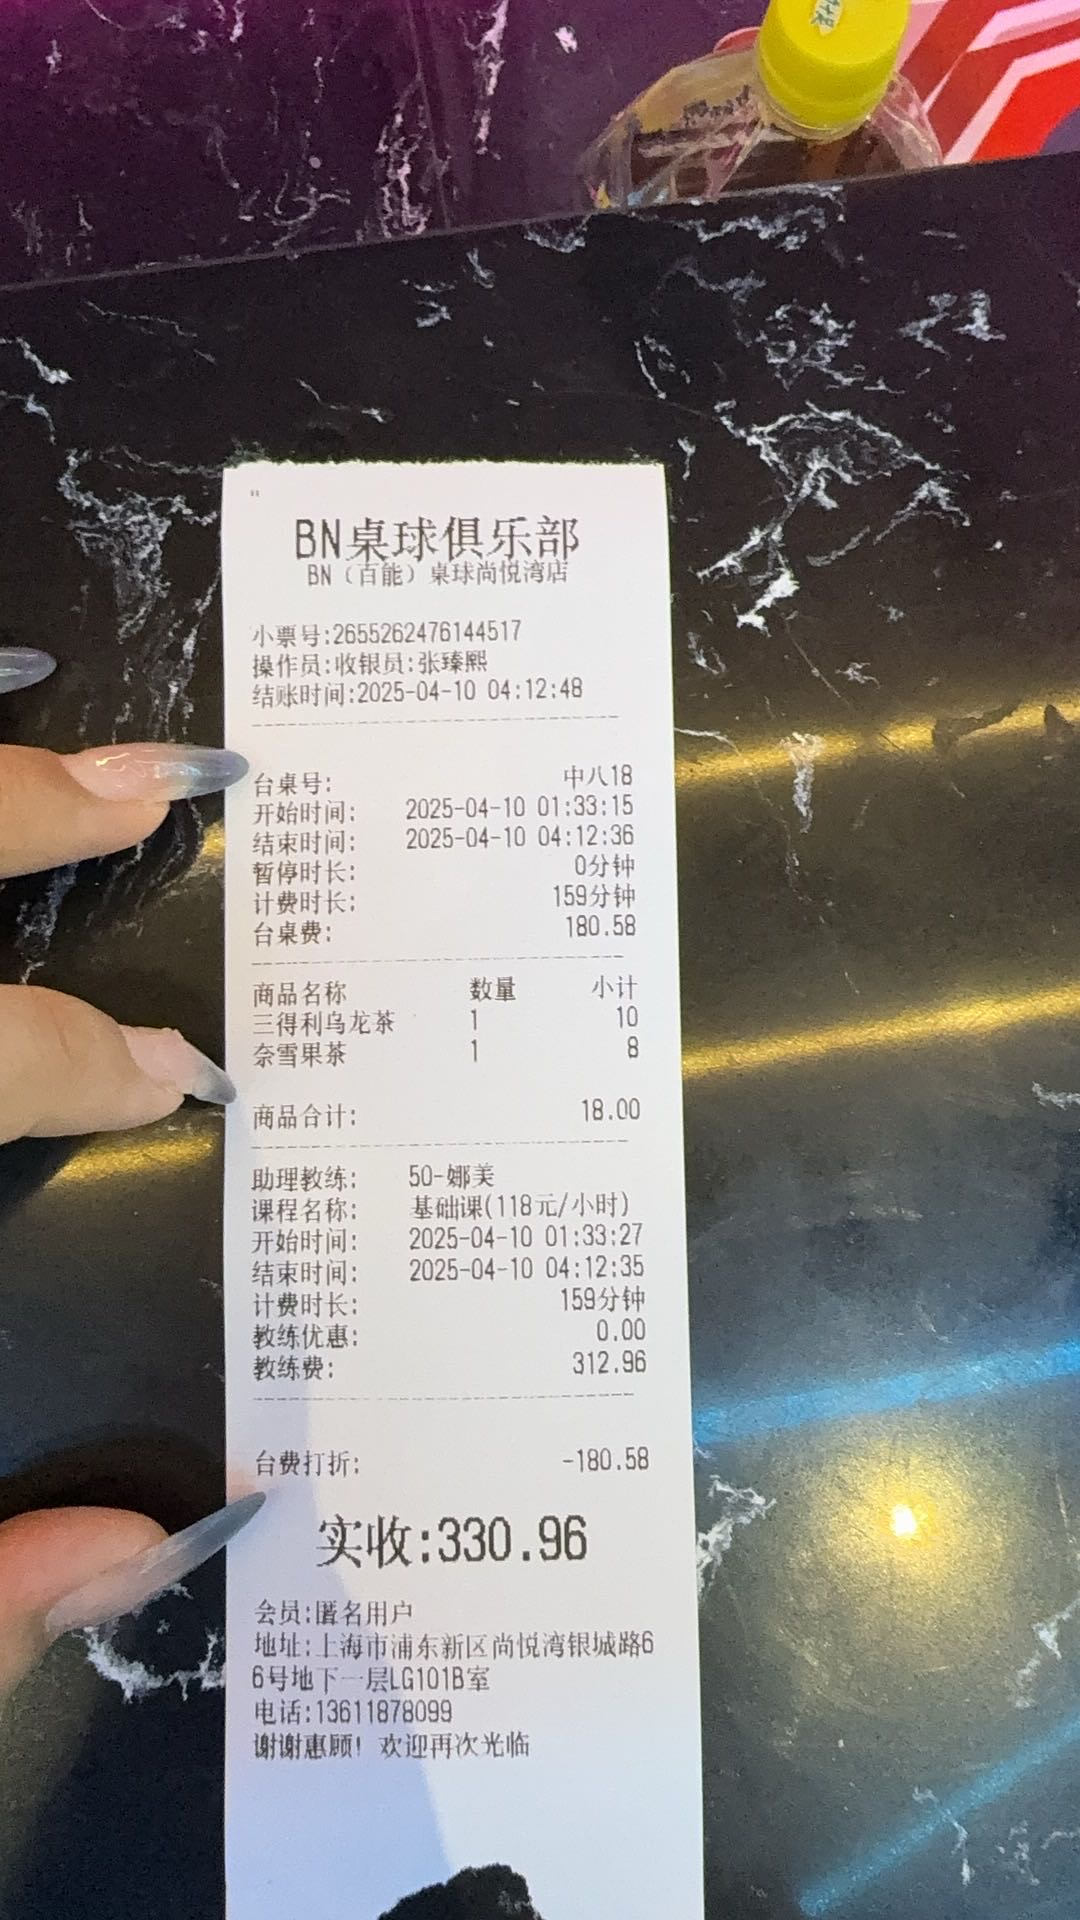 BN桌球俱乐部
BN（百能）桌球尚悦湾店
小票号:2655262476144517
操作员:收银员:张臻熙
结账时间:2025-04-10 04:12:48
台桌号: 中八18
开始时间: 2025-04-10 01:33:15
结束时间: 2025-04-10 04:12:36
暂停时长: 0分钟
计费时长: 159分钟
台桌费: 180.58
商品名称 数量 小计
三得利乌龙茶 1 10
奈雪果茶 1 8
商品合计: 18.00
助理教练: 50-娜美
课程名称: 基础课(118元/小时)
开始时间: 2025-04-10 01:33:27
结束时间: 2025-04-10 04:12:35
计费时长: 159分钟
教练优惠: 0.00
教练费: 312.96
台费打折: -180.58
实收:330.96
会员:匿名用户
地址:上海市浦东新区尚悦湾银城路6
6号地下一层LG101B室
电话:13611878099
谢谢惠顾! 欢迎再次光临